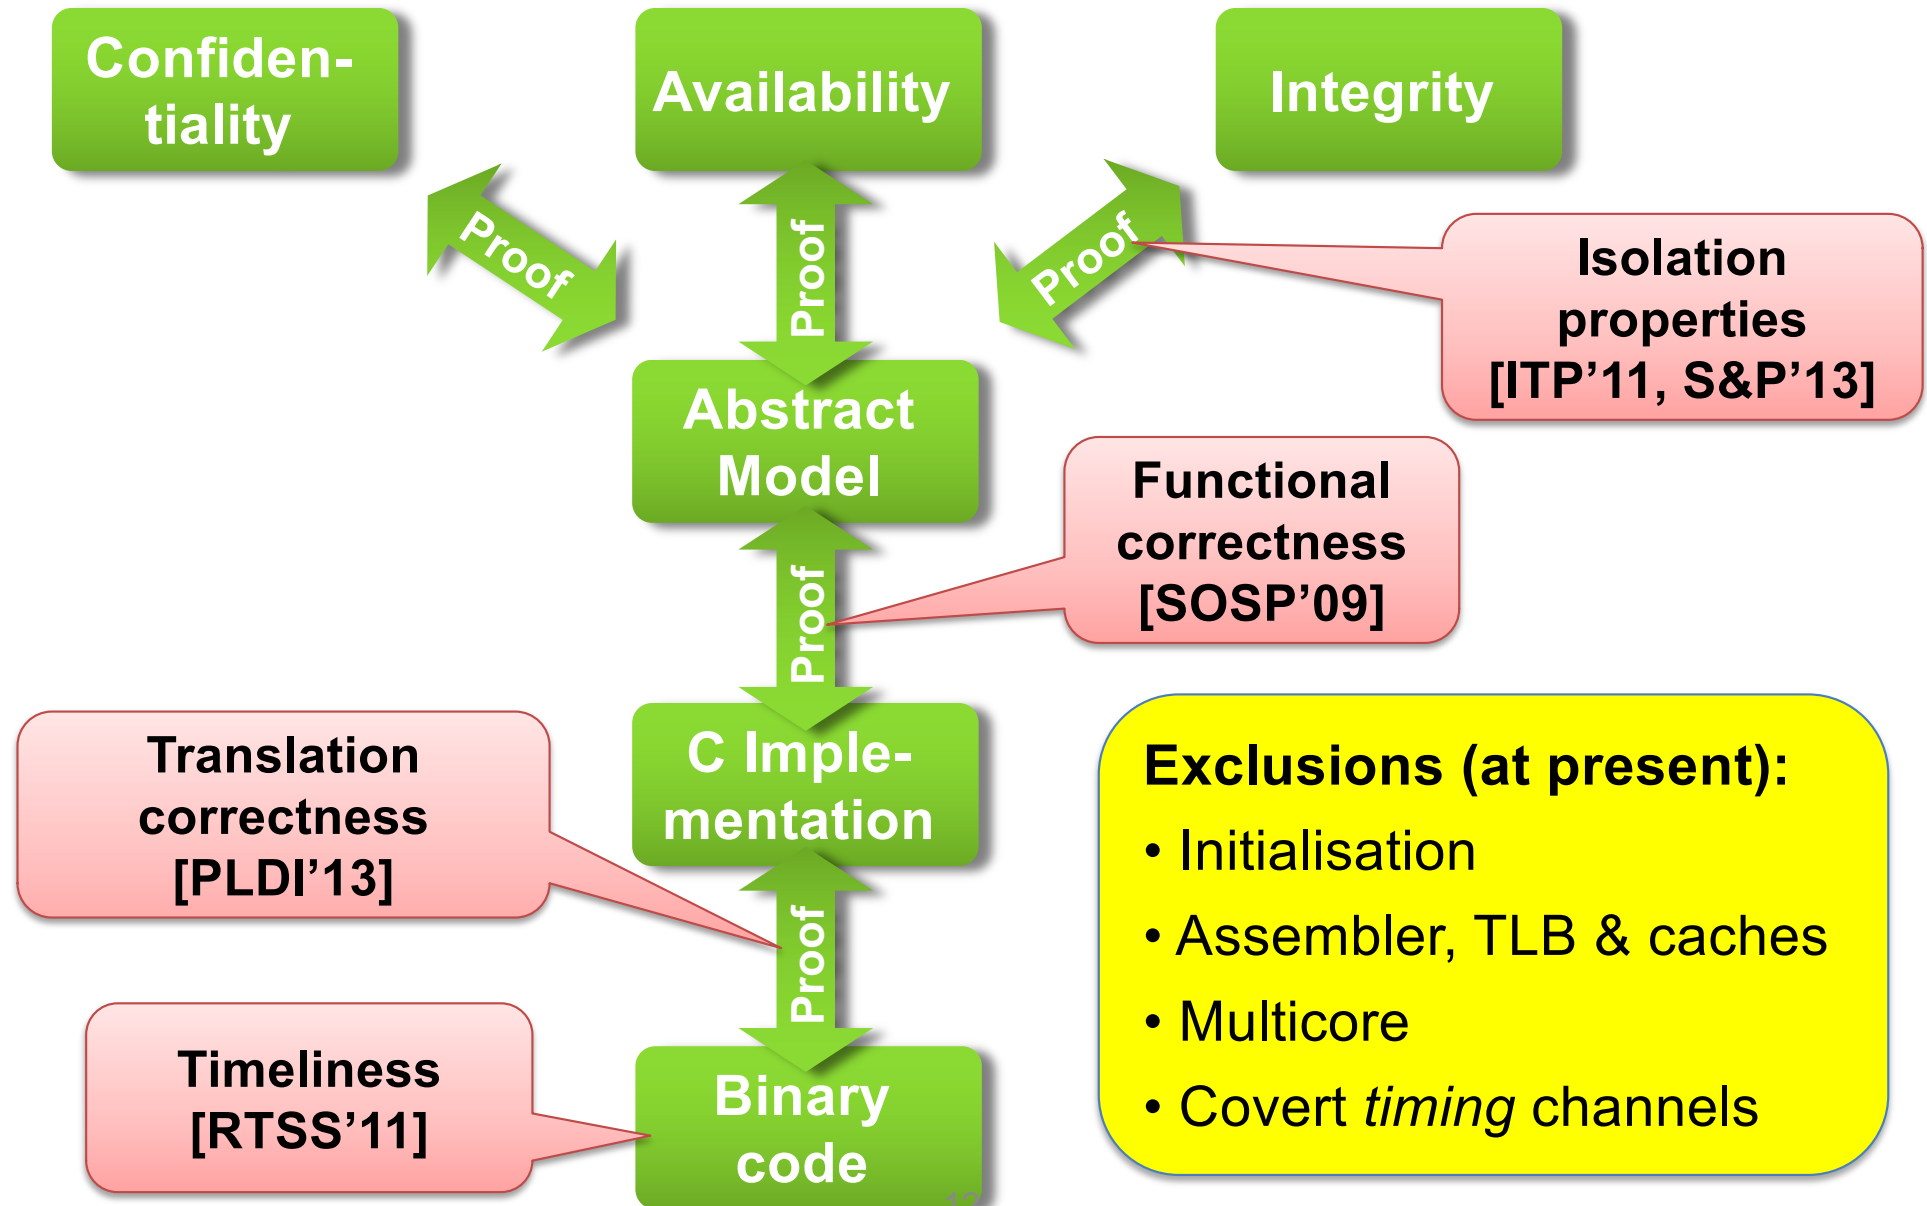 Confiden-
tiality
Availability
Integrity
Proof
Proof
Proof
Isolation
properties
[ITP’11, S&P’13]
Abstract
Model
Functional
correctness
[SOSP’09]
Proof
Translation
correctness
[PLDI’13]
C Imple-
mentation
Exclusions (at present):
• Initialisation
• Assembler, TLB & caches
• Multicore
• Covert timing channels
Proof
Timeliness
[RTSS’11]
Binary
code